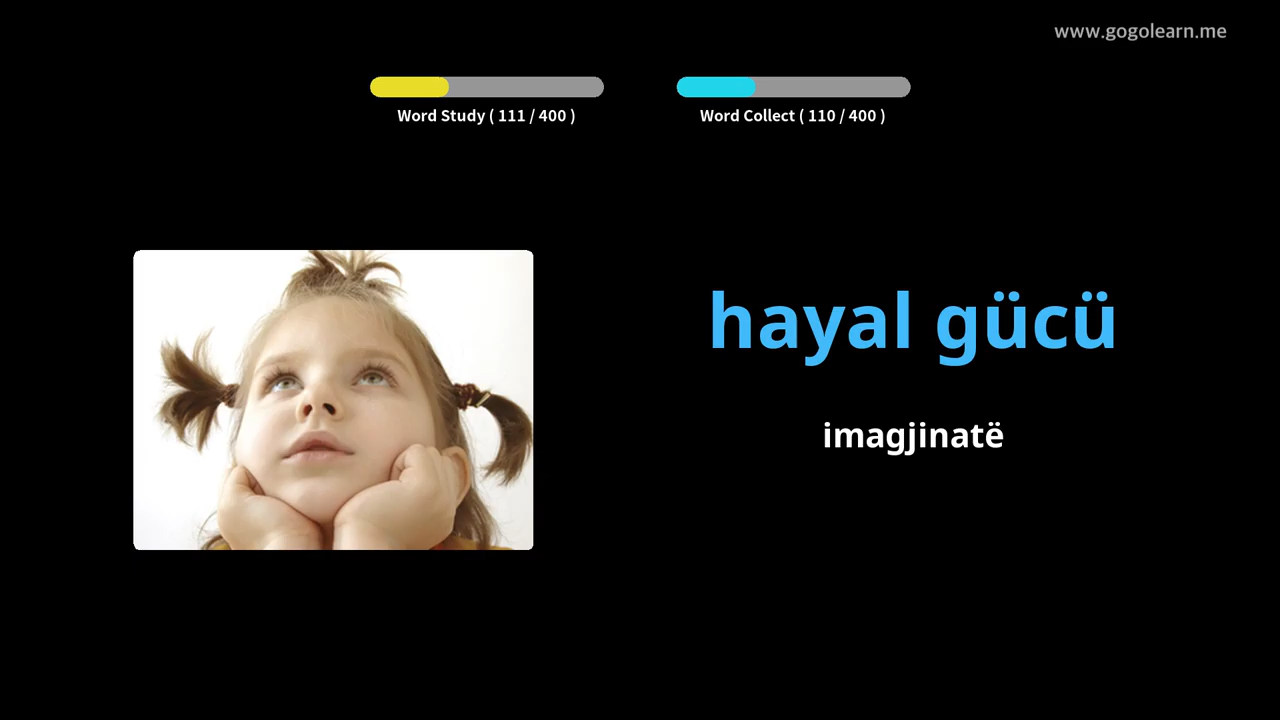 www.gogolearn.me
Word Study ( 111 / 400 )
Word Collect ( 110 / 400 )
hayal gücü
imagjinatë